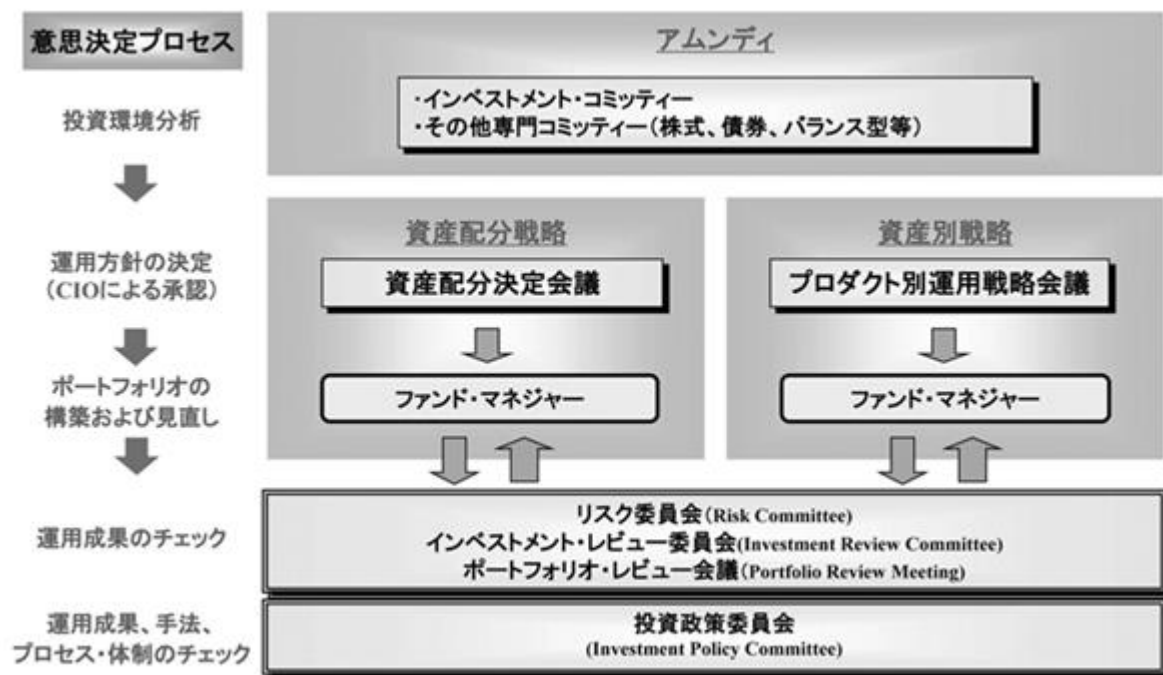 意思決定プロセス
アムンディ
投資環境分析
・インベストメント・コミッティー
・その他専門コミッティー(株式、債券、バランス型等)
資産配分戦略
資産別戦略
運用方針の決定
(CIOによる承認)
資産配分決定会議
プロダクト別運用戦略会議
ポートフォリオの
構築および見直し
ファンド・マネジャー
ファンド・マネジャー
運用成果のチェック
リスク委員会(Risk Committee)
インベストメント・レビュー委員会(Investment Review Committee)
ポートフォリオ・レビュー会議(Portfolio Review Meeting)
運用成果、手法、
プロセス・体制のチェック
投資政策委員会
(Investment Policy Committee)